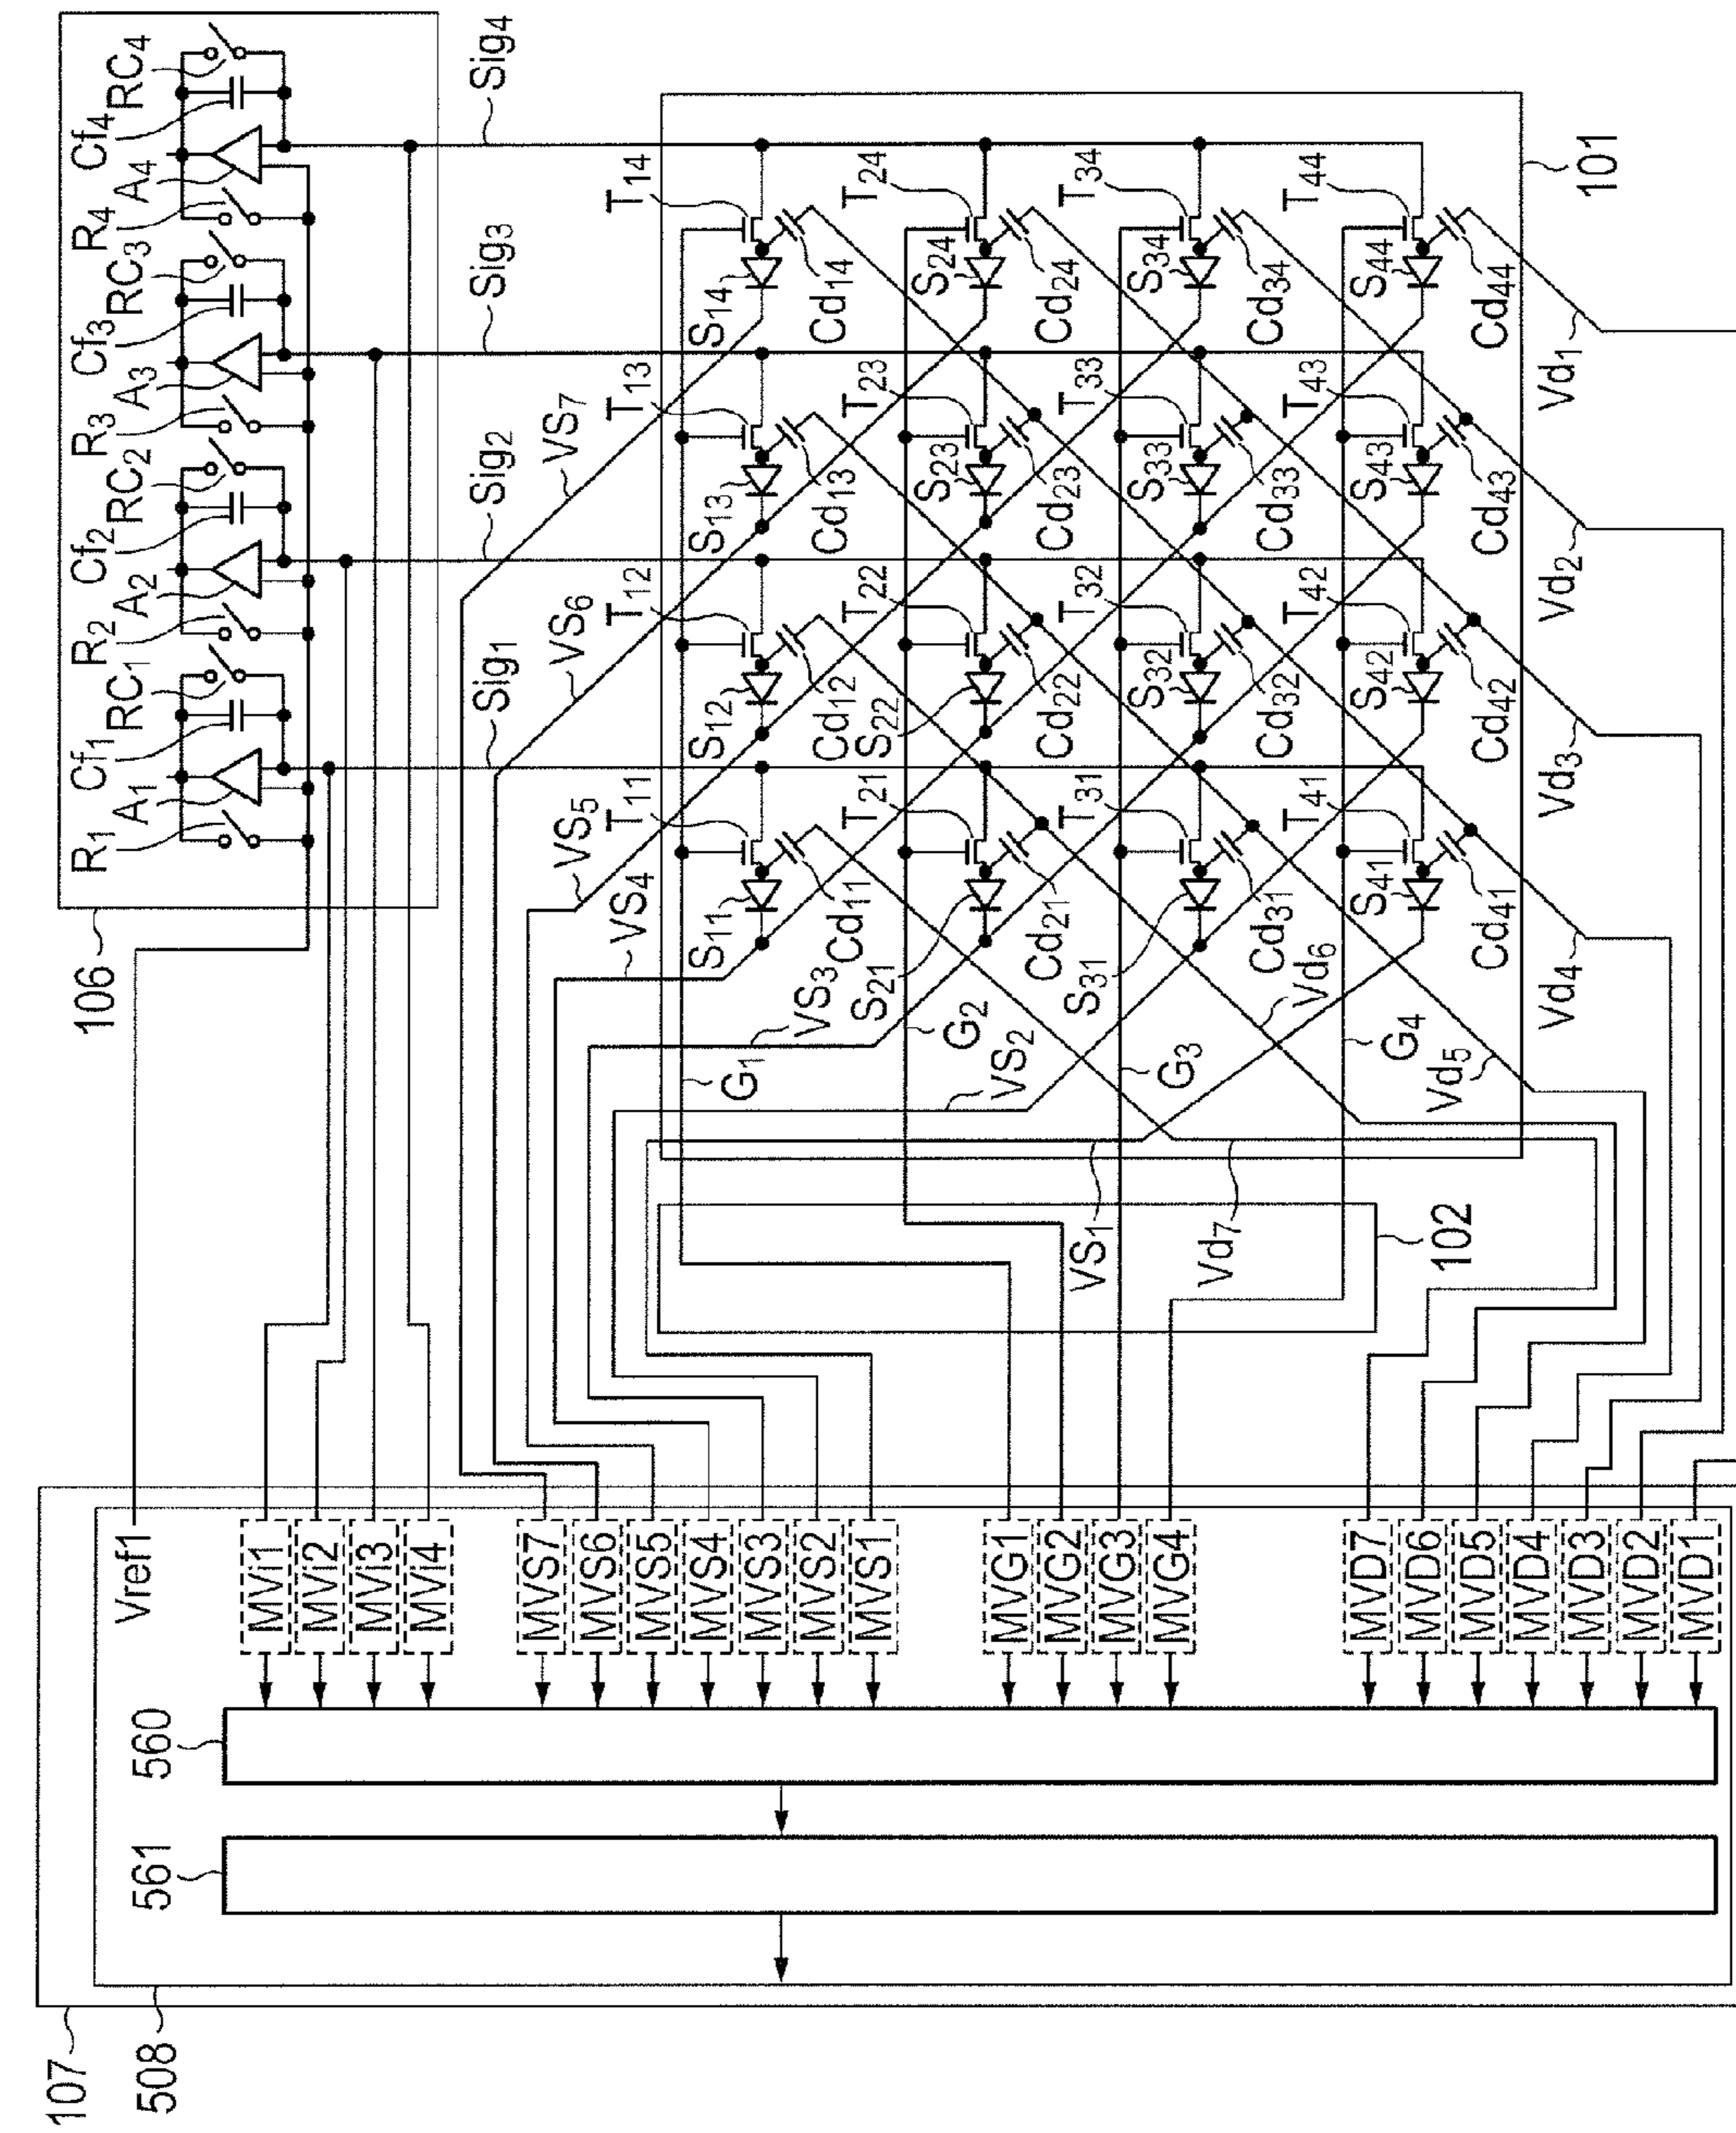 107
508
561
560
Vref1
MVi1
MVi2
MVi3
MVi4
MVS7
MVS6
MVS5
MVS4
MVS3
MVS2
MVS1
MVG1
MVG2
MVG3
MVG4
MVD7
MVD6
MVD5
MVD4
MVD3
MVD2
MVD1
106
R1
A1
Cf1
RC1
R2
A2
Cf2
RC2
R3
A3
Cf3
RC3
R4
A4
Cf4
RC4
Sig1
Sig2
Sig3
Sig4
VS7
VS6
VS5
VS4
VS3
VS2
VS1
G1
G2
G3
G4
102
101
S11
T11
Cd11
S12
T12
Cd12
S13
T13
Cd13
S14
T14
Cd14
S21
T21
Cd21
S22
T22
Cd22
S23
T23
Cd23
S24
T24
Cd24
S31
T31
Cd31
S32
T32
Cd32
S33
T33
Cd33
S34
T34
Cd34
S41
T41
Cd41
S42
T42
Cd42
S43
T43
Cd43
S44
T44
Cd44
Vd7
Vd6
Vd5
Vd4
Vd3
Vd2
Vd1